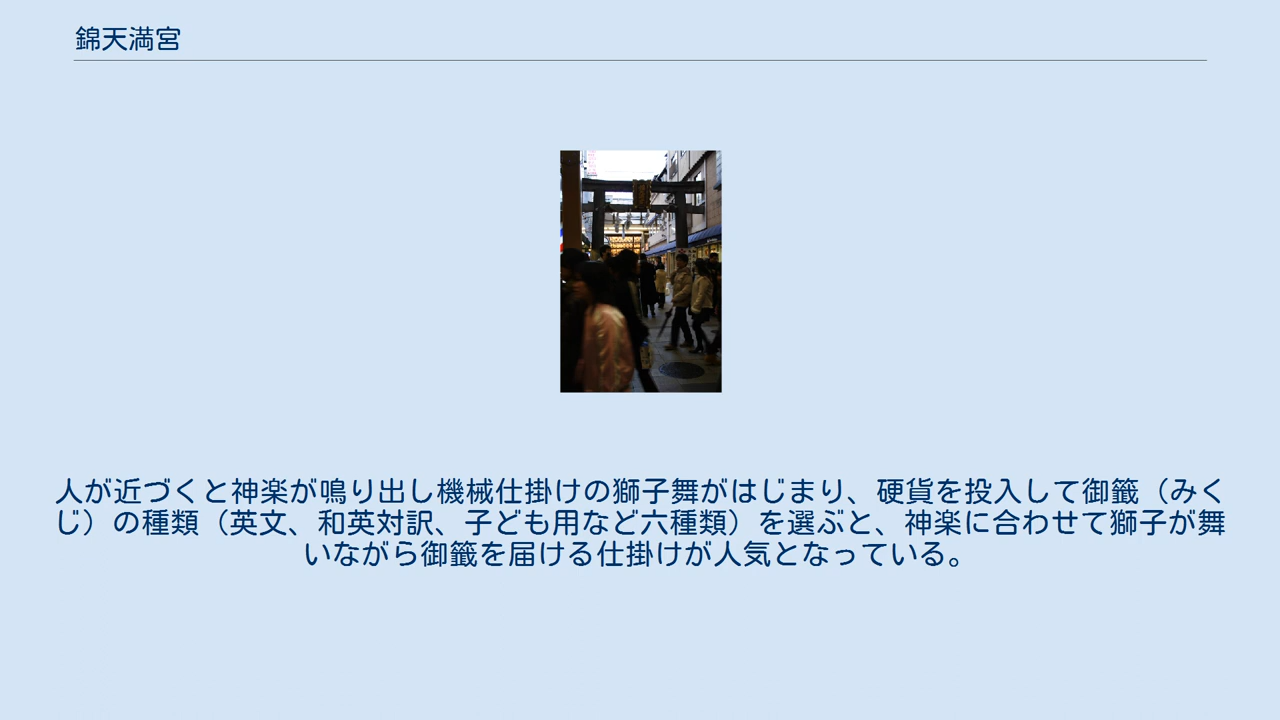 錦天満宮
人が近づくと神楽が鳴り出し機械仕掛けの獅子舞がはじまり、硬貨を投入して御籤（みく
じ）の種類（英文、和英対訳、子ども用など六種類）を選ぶと、神楽に合わせて獅子が舞
いながら御籤を届ける仕掛けが人気となっている。